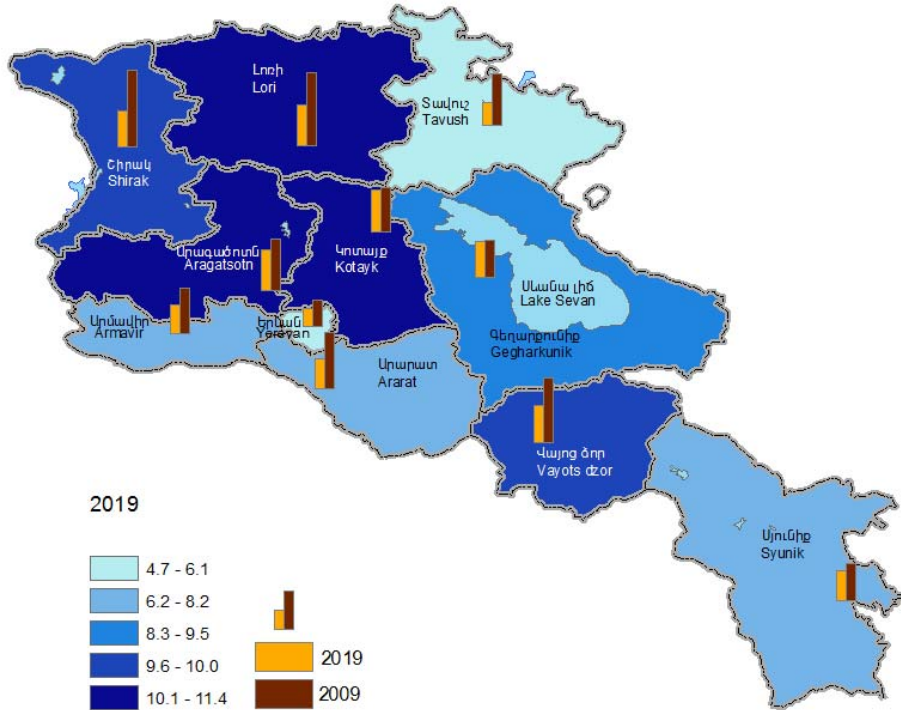 Լոռի
Lori
Տավուշ
Tavush
Շիրակ
Shirak
Արագածոտն
Aragatsotn
Կոտայք
Kotayk
Սևանա լիճ
Lake Sevan
Արմավիր
Armavir
Երևան
Yerevan
Գեղարքունիք
Gegharkunik
Արարատ
Ararat
Վայոց ձոր
Vayots dzor
Սյունիք
Syunik
2019
4.7 - 6.1
6.2 - 8.2
8.3 - 9.5
9.6 - 10.0
10.1 - 11.4
2019
2009